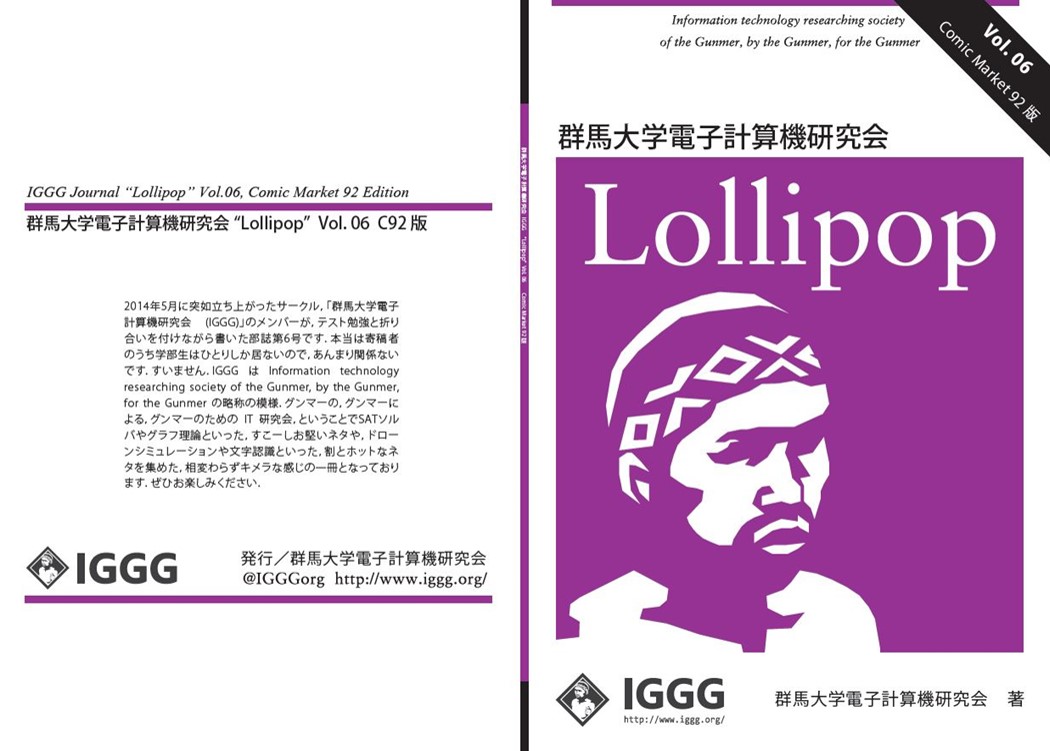 IGGG Journal “Lollipop” Vol.06, Comic Market 92 Edition
群馬大学電子計算機研究会“Lollipop” Vol. 06 C92 版
2014年5月に突如立ち上がったサークル,「群馬大学電子
計算機研究会 (IGGG)」のメンバーが, テスト勉強と折り
合いを付けながら書いた部誌第6号です. 本当は寄稿者
のうち学部生はひとりしか居ないので, あんまり関係ない
です. すいません. IGGG は Information technology
researching society of the Gunmer, by the Gunmer,
for the Gunmer の略称の模様. グンマーの, グンマーに
よる, グンマーのための IT 研究会, ということでSATソル
バやグラフ理論といった, すこーしお堅いネタや, ドロー
ンシミュレーションや文字認識といった, 割とホットなネ
タを集めた, 相変わらずキメラな感じの一冊となっており
ます. ぜひお楽しみください.
IGGG
発行／群馬大学電子計算機研究会
@IGGGorg http://www.iggg.org/
群馬大学電子計算機研究会 IGGG “Lollipop” Vol. 06 Comic Market 92 版
Information technology researching society
of the Gunmer, by the Gunmer, for the Gunmer
Vol. 06
Comic Market 92 版
群馬大学電子計算機研究会
Lollipop
IGGG
http://www.iggg.org/
群馬大学電子計算機研究会 著